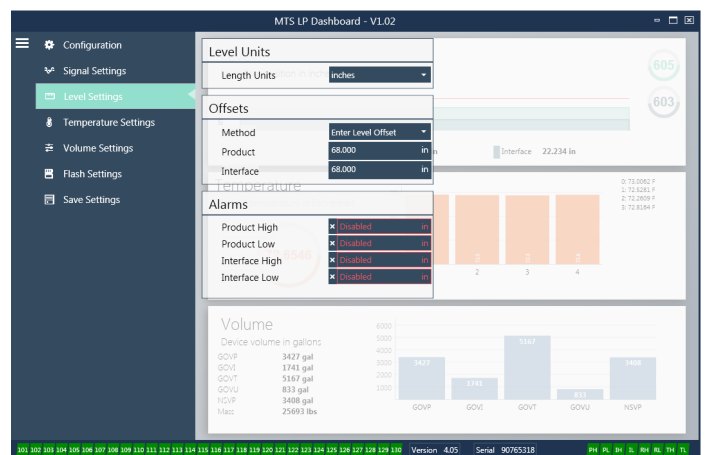 MTS LP Dashboard - V1.02
Configuration
Signal Settings
Level Settings
Temperature Settings
Volume Settings
Flash Settings
Save Settings
Level Units
Length Units inches
605
603
Offsets
Method Enter Level Offset
Product 68.000 in
Interface 68.000 in
Interface 22.234 in
Temperature
0: 73.0082 F
1: 72.5281 F
2: 72.2809 F
3: 72.8164 F
Alarms
Product High Disabled in
Product Low Disabled in
Interface High Disabled in
Interface Low Disabled in
6540
2 3 4
Volume
Device volume in gallons
GOVP 3427 gal
GOVI 1741 gal
GOVT 5167 gal
GOVU 833 gal
NSVP 3408 gal
Mass 25693 lbs
6000
5000
4000
3000
2000
1000
3427
1741
5167
833
3408
GOVP GOVI GOVT GOVU NSVP
101 102 103 104 105 106 107 108 109 110 111 112 113 114 115 116 117 118 119 120 121 122 123 124 125 126 127 128 129 130 Version 4.05 Serial 90765318 PH PL IH IL RH RL TH TL